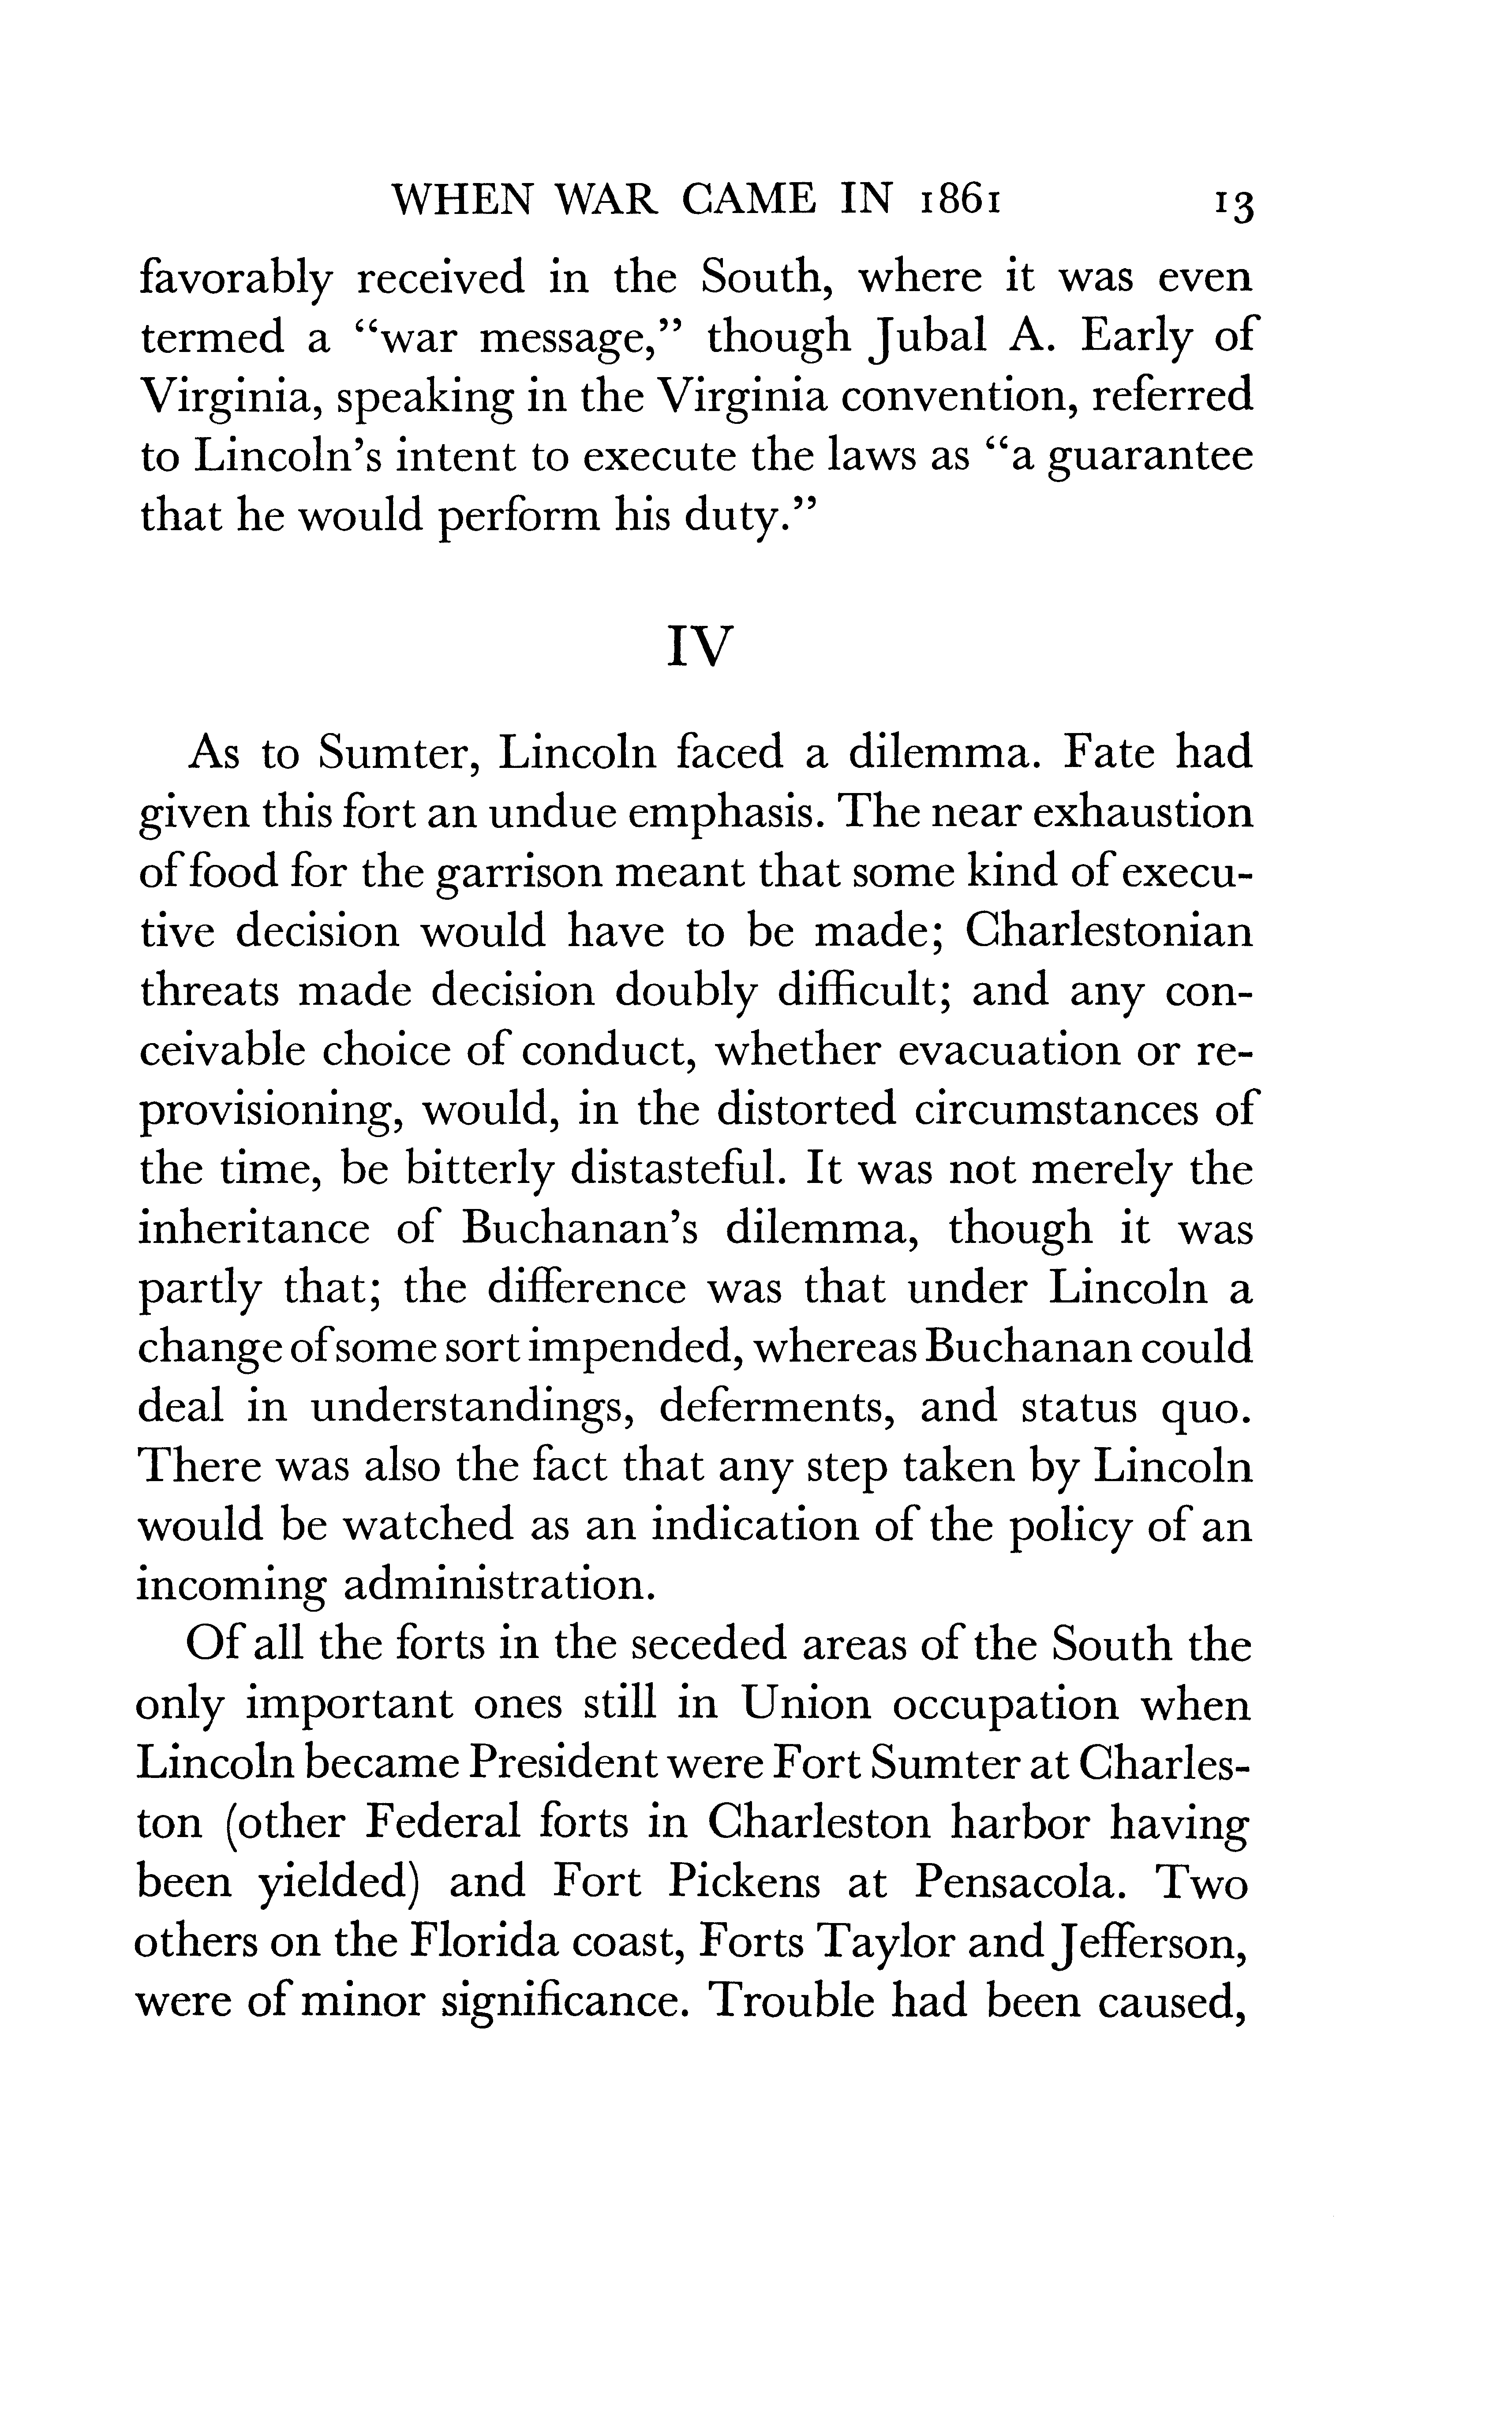 WHEN WAR CAME IN 1861 13
favorably received in the South, where it was even
termed a “war message,” though Jubal A. Early of
Virginia, speaking in the Virginia convention, referred
to Lincoln’s intent to execute the laws as “a guarantee
that he would perform his duty.”
IV
As to Sumter, Lincoln faced a dilemma. Fate had
given this fort an undue emphasis. The near exhaustion
of food for the garrison meant that some kind of execu-
tive decision would have to be made; Charlestonian
threats made decision doubly difficult; and any con-
ceivable choice of conduct, whether evacuation or re-
provisioning, would, in the distorted circumstances of
the time, be bitterly distasteful. It was not merely the
inheritance of Buchanan’s dilemma, though it was
partly that; the difference was that under Lincoln a
change of some sort impended, whereas Buchanan could
deal in understandings, deferments, and status quo.
There was also the fact that any step taken by Lincoln
would be watched as an indication of the policy of an
incoming administration.
Of all the forts in the seceded areas of the South the
only important ones still in Union occupation when
Lincoln became President were Fort Sumter at Charles-
ton (other Federal forts in Charleston harbor having
been yielded) and Fort Pickens at Pensacola. Two
others on the Florida coast, Forts Taylor and Jefferson,
were of minor significance. Trouble had been caused,